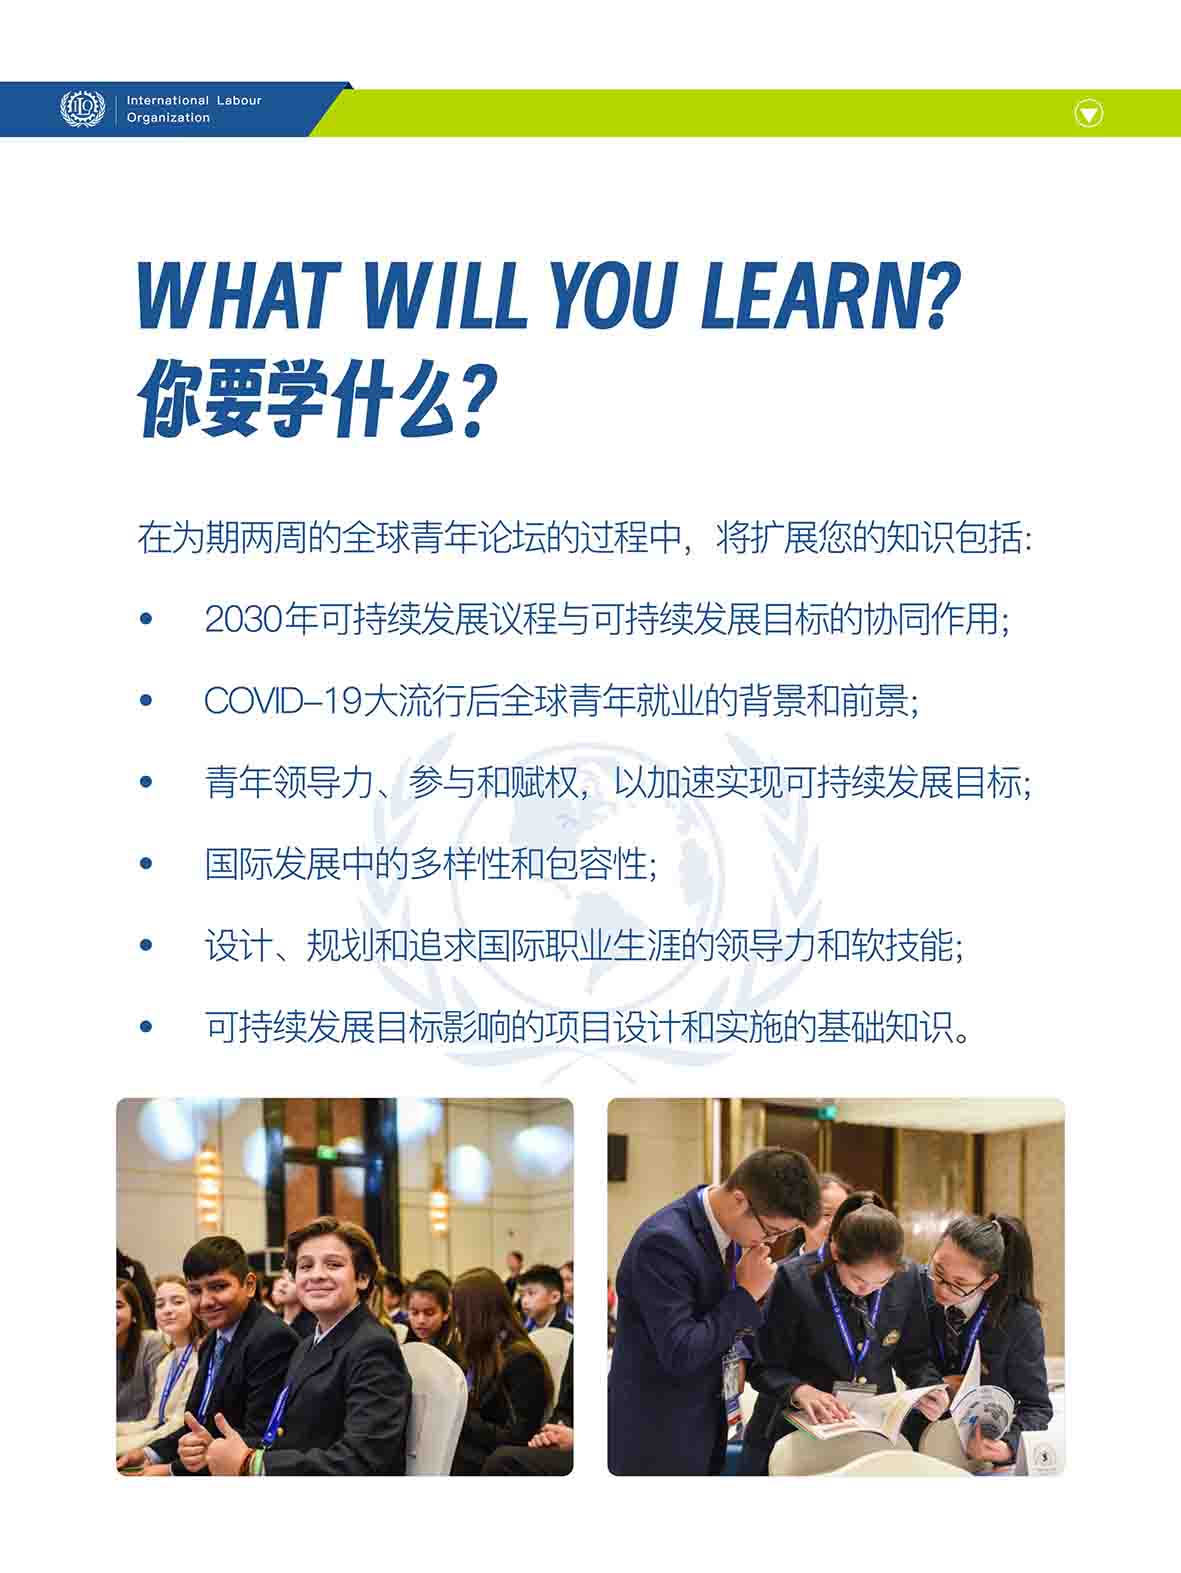 International Labour
Organization
WHAT WILL YOU LEARN?
你要学什么?
在为期两周的全球青年论坛的过程中，将扩展您的知识包括:
• 2030年可持续发展议程与可持续发展目标的协同作用;
• COVID-19大流行后全球青年就业的背景和前景;
• 青年领导力、参与和赋权，以加速实现可持续发展目标;
• 国际发展中的多样性和包容性;
• 设计、规划和追求国际职业生涯的领导力和软技能;
• 可持续发展目标影响的项目设计和实施的基础知识。